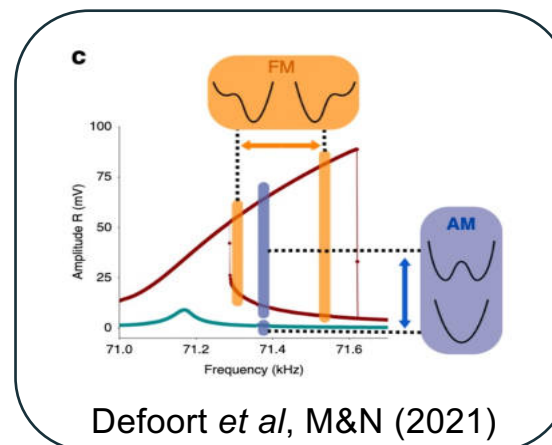 c
FM
100
75
50
25
0
Amplitude R (mV)
AM
71.0 71.2 71.4 71.6
Frequency (kHz)
Defoort et al, M&N (2021)